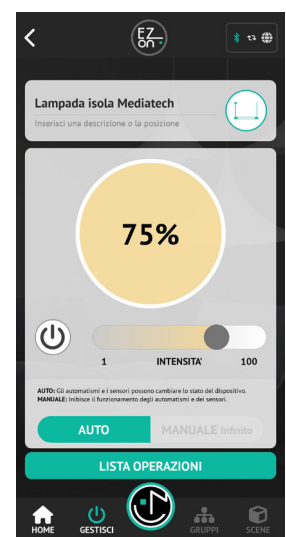 EZ
on
Lampada isola Mediatech
Inserisci una descrizione o la posizione
75%
1 INTENSITA' 100
AUTO: Gli automatismi e i sensori possono cambiare lo stato del dispositivo.
MANUALE: Inibisce il funzionamento degli automatismi e dei sensori.
AUTO MANUALE Infinito
LISTA OPERAZIONI
HOME GESTISCI GRUPPI SCENE